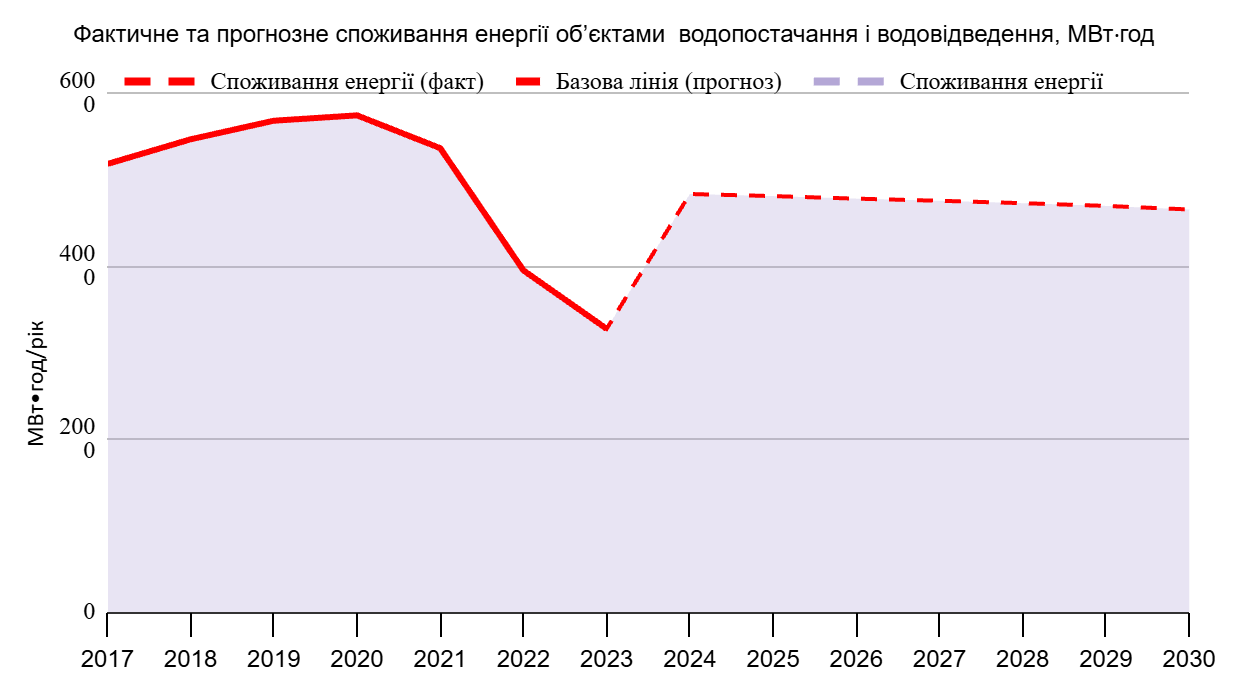 Фактичне та прогнозне споживання енергії об’єктами  водопостачання і водовідведення, МВт·год
Споживання енергії (факт)
Базова лінія (прогноз)
Споживання енергії
600
0
400
0
200
0
0
МВт•год/рік
2017 2018 2019 2020 2021 2022 2023 2024 2025 2026 2027 2028 2029 2030